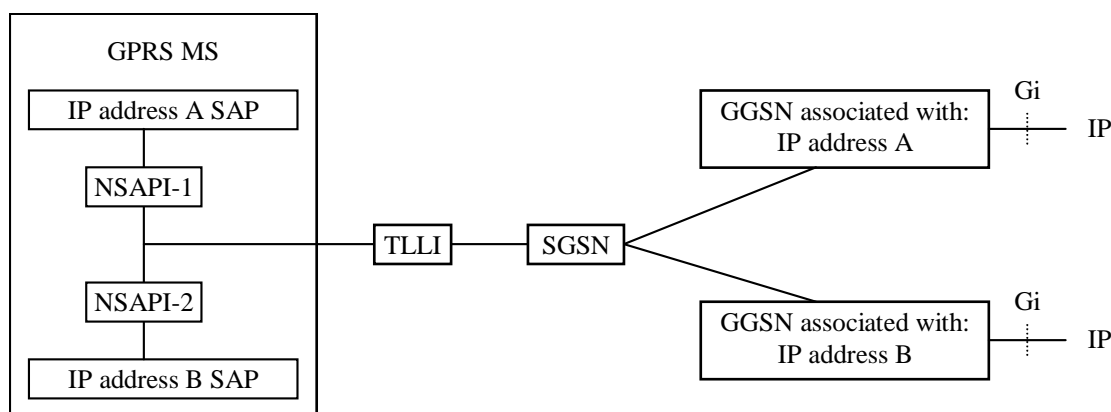 GPRS MS
IP address A SAP
NSAPI-1
NSAPI-2
IP address B SAP
TLLI
SGSN
GGSN associated with:
IP address A
Gi
IP
GGSN associated with:
IP address B
Gi
IP